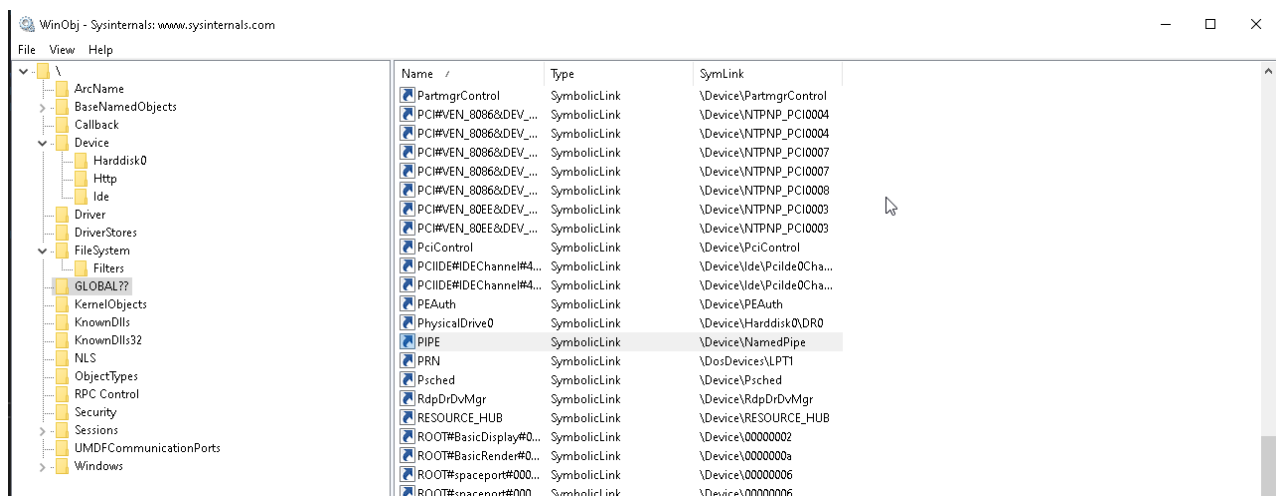 WinObj - Sysinternals: www.sysinternals.com
File View Help
\
ArcName
BaseNamedObjects
Callback
Device
Harddisk0
Http
Ide
Driver
DriverStores
FileSystem
Filters
GLOBAL??
KernelObjects
KnownDlls
KnownDlls32
NLS
ObjectTypes
RPC Control
Security
Sessions
UMDFCommunicationPorts
Windows
Name / Type SymLink
PartmgrControl SymbolicLink \Device\PartmgrControl
PCI#VEN_8086&DEV_... SymbolicLink \Device\NTPNP_PCI0004
PCI#VEN_8086&DEV_... SymbolicLink \Device\NTPNP_PCI0004
PCI#VEN_8086&DEV_... SymbolicLink \Device\NTPNP_PCI0007
PCI#VEN_8086&DEV_... SymbolicLink \Device\NTPNP_PCI0007
PCI#VEN_8086&DEV_... SymbolicLink \Device\NTPNP_PCI0008
PCI#VEN_80EE&DEV_... SymbolicLink \Device\NTPNP_PCI0003
PCI#VEN_80EE&DEV_... SymbolicLink \Device\NTPNP_PCI0003
PciControl SymbolicLink \Device\PciControl
PCIIDE#IDEChannel#4... SymbolicLink \Device\Ide\PciIde0Cha...
PCIIDE#IDEChannel#4... SymbolicLink \Device\Ide\PciIde0Cha...
PEAuth SymbolicLink \Device\PEAuth
PhysicalDrive0 SymbolicLink \Device\Harddisk0\DR0
PIPE SymbolicLink \Device\NamedPipe
PRN SymbolicLink \DosDevices\LPT1
Psched SymbolicLink \Device\Psched
RdpDrDvMgr SymbolicLink \Device\RdpDrDvMgr
RESOURCE_HUB SymbolicLink \Device\RESOURCE_HUB
ROOT#BasicDisplay#0... SymbolicLink \Device\00000002
ROOT#BasicRender#0... SymbolicLink \Device\0000000a
ROOT#spaceport#000... SymbolicLink \Device\00000006
ROOT#spaceport#000... SymbolicLink \Device\00000006